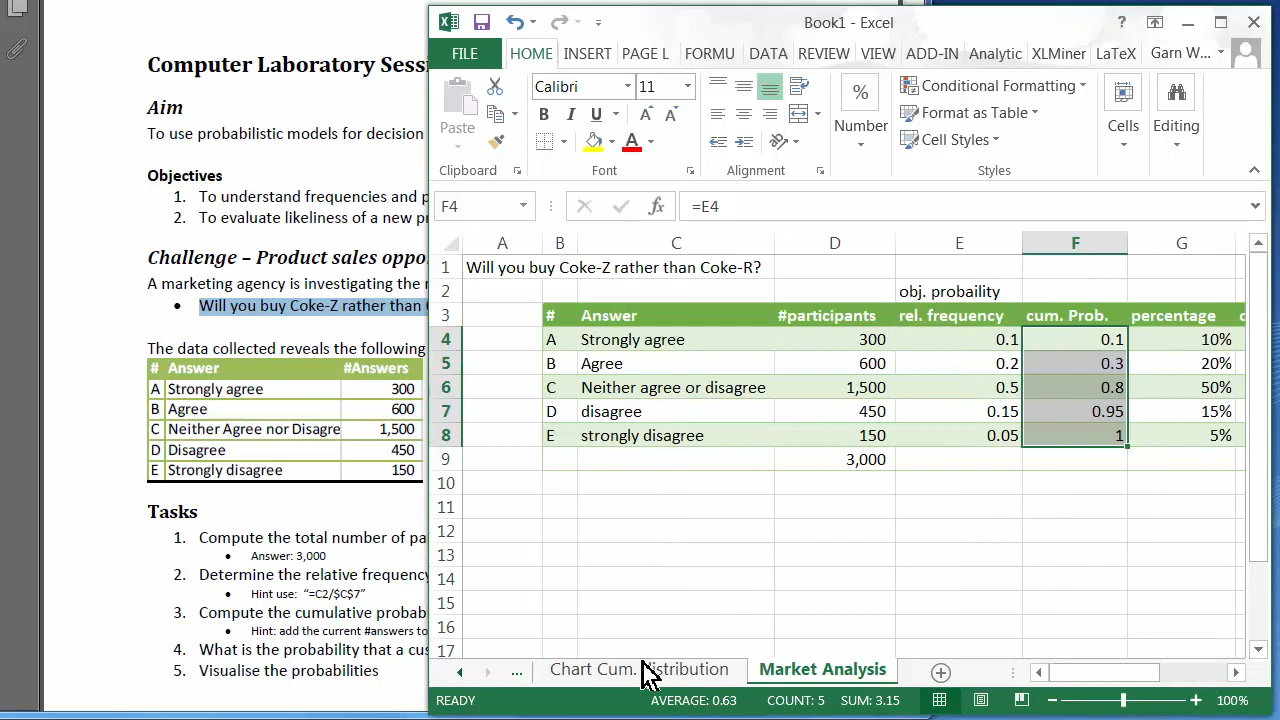 Computer Laboratory Sess
Aim
To use probabilistic models for decision
Objectives
1. To understand frequencies and p
2. To evaluate likeliness of a new pr
Challenge – Product sales oppo
A marketing agency is investigating the r
• Will you buy Coke-Z rather than C
The data collected reveals the following
# Answer #Answers
A Strongly agree 300
B Agree 600
C Neither Agree nor Disagre 1,500
D Disagree 450
E Strongly disagree 150
Tasks
1. Compute the total number of pa
• Answer: 3,000
2. Determine the relative frequency
• Hint use: “=C2/$C$7”
3. Compute the cumulative probab
• Hint: add the current #answers to
4. What is the probability that a cus
5. Visualise the probabilities
Book1 - Excel
?
FILE HOME INSERT PAGE L FORMU DATA REVIEW VIEW ADD-IN Analytic XLMiner LaTeX Garn W...
Paste
Clipboard
Calibri 11
B I U A A
A
Font
Alignment
%
Number
Conditional Formatting
Format as Table
Cell Styles
Styles
Cells
Editing
F4 fx =E4
A B C D E F G
1 Will you buy Coke-Z rather than Coke-R?
2 obj. probaility
3 # Answer #participants rel. frequency cum. Prob. percentage c
4 A Strongly agree 300 0.1 0.1 10%
5 B Agree 600 0.2 0.3 20%
6 C Neither agree or disagree 1,500 0.5 0.8 50%
7 D disagree 450 0.15 0.95 15%
8 E strongly disagree 150 0.05 1 5%
9 3,000
10
11
12
13
14
15
16
17
... Chart Cum. Distribution Market Analysis
READY AVERAGE: 0.63 COUNT: 5 SUM: 3.15 100%